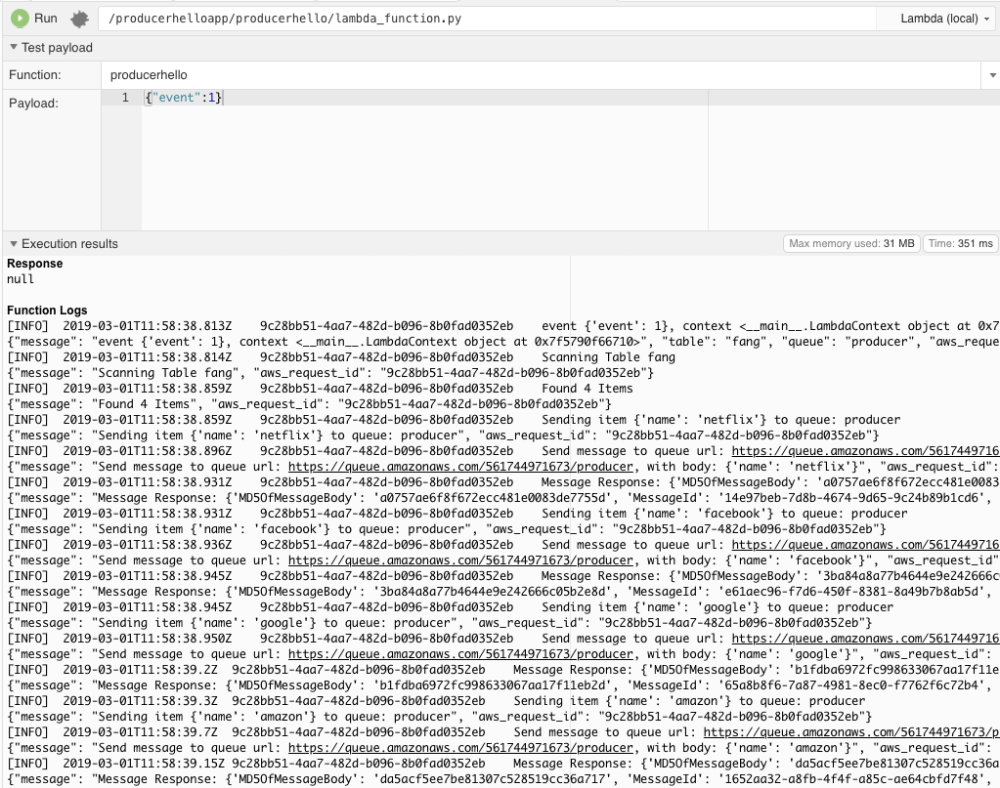 Run /producerhelloapp/producerhello/lambda_function.py Lambda (local)
Test payload
Function: producerhello
Payload: 1 {"event":1}
Execution results Max memory used: 31 MB Time: 351 ms
Response
null
Function Logs
[INFO] 2019-03-01T11:58:38.813Z 9c28bb51-4aa7-482d-b096-8b0fad0352eb event {'event': 1}, context <__main__.LambdaContext object at 0x7
{"message": "event {'event': 1}, context <__main__.LambdaContext object at 0x7f5790f66710>", "table": "fang", "queue": "producer", "aws_reque
[INFO] 2019-03-01T11:58:38.814Z 9c28bb51-4aa7-482d-b096-8b0fad0352eb Scanning Table fang
{"message": "Scanning Table fang", "aws_request_id": "9c28bb51-4aa7-482d-b096-8b0fad0352eb"}
[INFO] 2019-03-01T11:58:38.859Z 9c28bb51-4aa7-482d-b096-8b0fad0352eb Found 4 Items
{"message": "Found 4 Items", "aws_request_id": "9c28bb51-4aa7-482d-b096-8b0fad0352eb"}
[INFO] 2019-03-01T11:58:38.859Z 9c28bb51-4aa7-482d-b096-8b0fad0352eb Sending item {'name': 'netflix'} to queue: producer
{"message": "Sending item {'name': 'netflix'} to queue: producer", "aws_request_id": "9c28bb51-4aa7-482d-b096-8b0fad0352eb"}
[INFO] 2019-03-01T11:58:38.896Z 9c28bb51-4aa7-482d-b096-8b0fad0352eb Send message to queue url: https://queue.amazonaws.com/5617449716
{"message": "Send message to queue url: https://queue.amazonaws.com/561744971673/producer, with body: {'name': 'netflix'}", "aws_request_id":
[INFO] 2019-03-01T11:58:38.931Z 9c28bb51-4aa7-482d-b096-8b0fad0352eb Message Response: {'MD5OfMessageBody': 'a0757ae6f8f672ecc481e0083
{"message": "Message Response: {'MD5OfMessageBody': 'a0757ae6f8f672ecc481e0083de7755d', 'MessageId': '14e97beb-7d8b-4674-9d65-9c24b89b1cd6',
[INFO] 2019-03-01T11:58:38.931Z 9c28bb51-4aa7-482d-b096-8b0fad0352eb Sending item {'name': 'facebook'} to queue: producer
{"message": "Sending item {'name': 'facebook'} to queue: producer", "aws_request_id": "9c28bb51-4aa7-482d-b096-8b0fad0352eb"}
[INFO] 2019-03-01T11:58:38.936Z 9c28bb51-4aa7-482d-b096-8b0fad0352eb Send message to queue url: https://queue.amazonaws.com/5617449716
{"message": "Send message to queue url: https://queue.amazonaws.com/561744971673/producer, with body: {'name': 'facebook'}", "aws_request_id"
[INFO] 2019-03-01T11:58:38.945Z 9c28bb51-4aa7-482d-b096-8b0fad0352eb Message Response: {'MD5OfMessageBody': '3ba84a8a77b4644e9e242666c
{"message": "Message Response: {'MD5OfMessageBody': '3ba84a8a77b4644e9e242666c05b2e8d', 'MessageId': 'e61aec96-f7d6-450f-8381-8a49b7b8ab5d',
[INFO] 2019-03-01T11:58:38.945Z 9c28bb51-4aa7-482d-b096-8b0fad0352eb Sending item {'name': 'google'} to queue: producer
{"message": "Sending item {'name': 'google'} to queue: producer", "aws_request_id": "9c28bb51-4aa7-482d-b096-8b0fad0352eb"}
[INFO] 2019-03-01T11:58:38.950Z 9c28bb51-4aa7-482d-b096-8b0fad0352eb Send message to queue url: https://queue.amazonaws.com/5617449716
{"message": "Send message to queue url: https://queue.amazonaws.com/561744971673/producer, with body: {'name': 'google'}", "aws_request_id":
[INFO] 2019-03-01T11:58:39.2Z 9c28bb51-4aa7-482d-b096-8b0fad0352eb Message Response: {'MD5OfMessageBody': 'b1fdba6972fc998633067aa17f11e
{"message": "Message Response: {'MD5OfMessageBody': 'b1fdba6972fc998633067aa17f11eb2d', 'MessageId': '65a8b8f6-7a87-4981-8ec0-f7762f6c72b4',
[INFO] 2019-03-01T11:58:39.3Z 9c28bb51-4aa7-482d-b096-8b0fad0352eb Sending item {'name': 'amazon'} to queue: producer
{"message": "Sending item {'name': 'amazon'} to queue: producer", "aws_request_id": "9c28bb51-4aa7-482d-b096-8b0fad0352eb"}
[INFO] 2019-03-01T11:58:39.7Z 9c28bb51-4aa7-482d-b096-8b0fad0352eb Send message to queue url: https://queue.amazonaws.com/561744971673/p
{"message": "Send message to queue url: https://queue.amazonaws.com/561744971673/producer, with body: {'name': 'amazon'}", "aws_request_id":
[INFO] 2019-03-01T11:58:39.15Z 9c28bb51-4aa7-482d-b096-8b0fad0352eb Message Response: {'MD5OfMessageBody': 'da5acf5ee7be81307c528519cc36a
{"message": "Message Response: {'MD5OfMessageBody': 'da5acf5ee7be81307c528519cc36a717', 'MessageId': '1652aa32-a8fb-4f4f-a85c-ae64cbfd7f48',